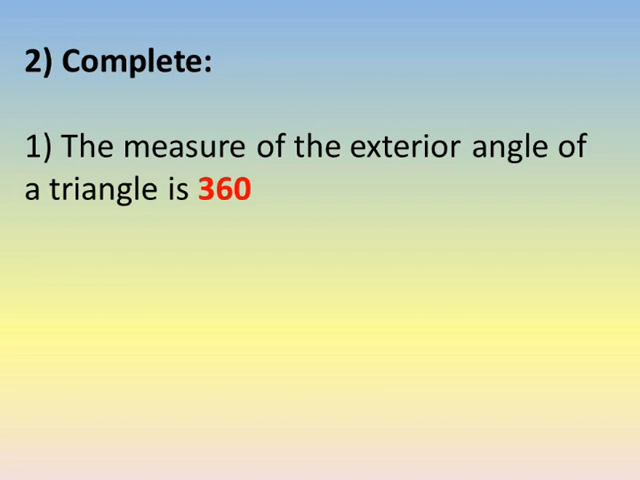 2) Complete:
1) The measure of the exterior angle of
a triangle is 360